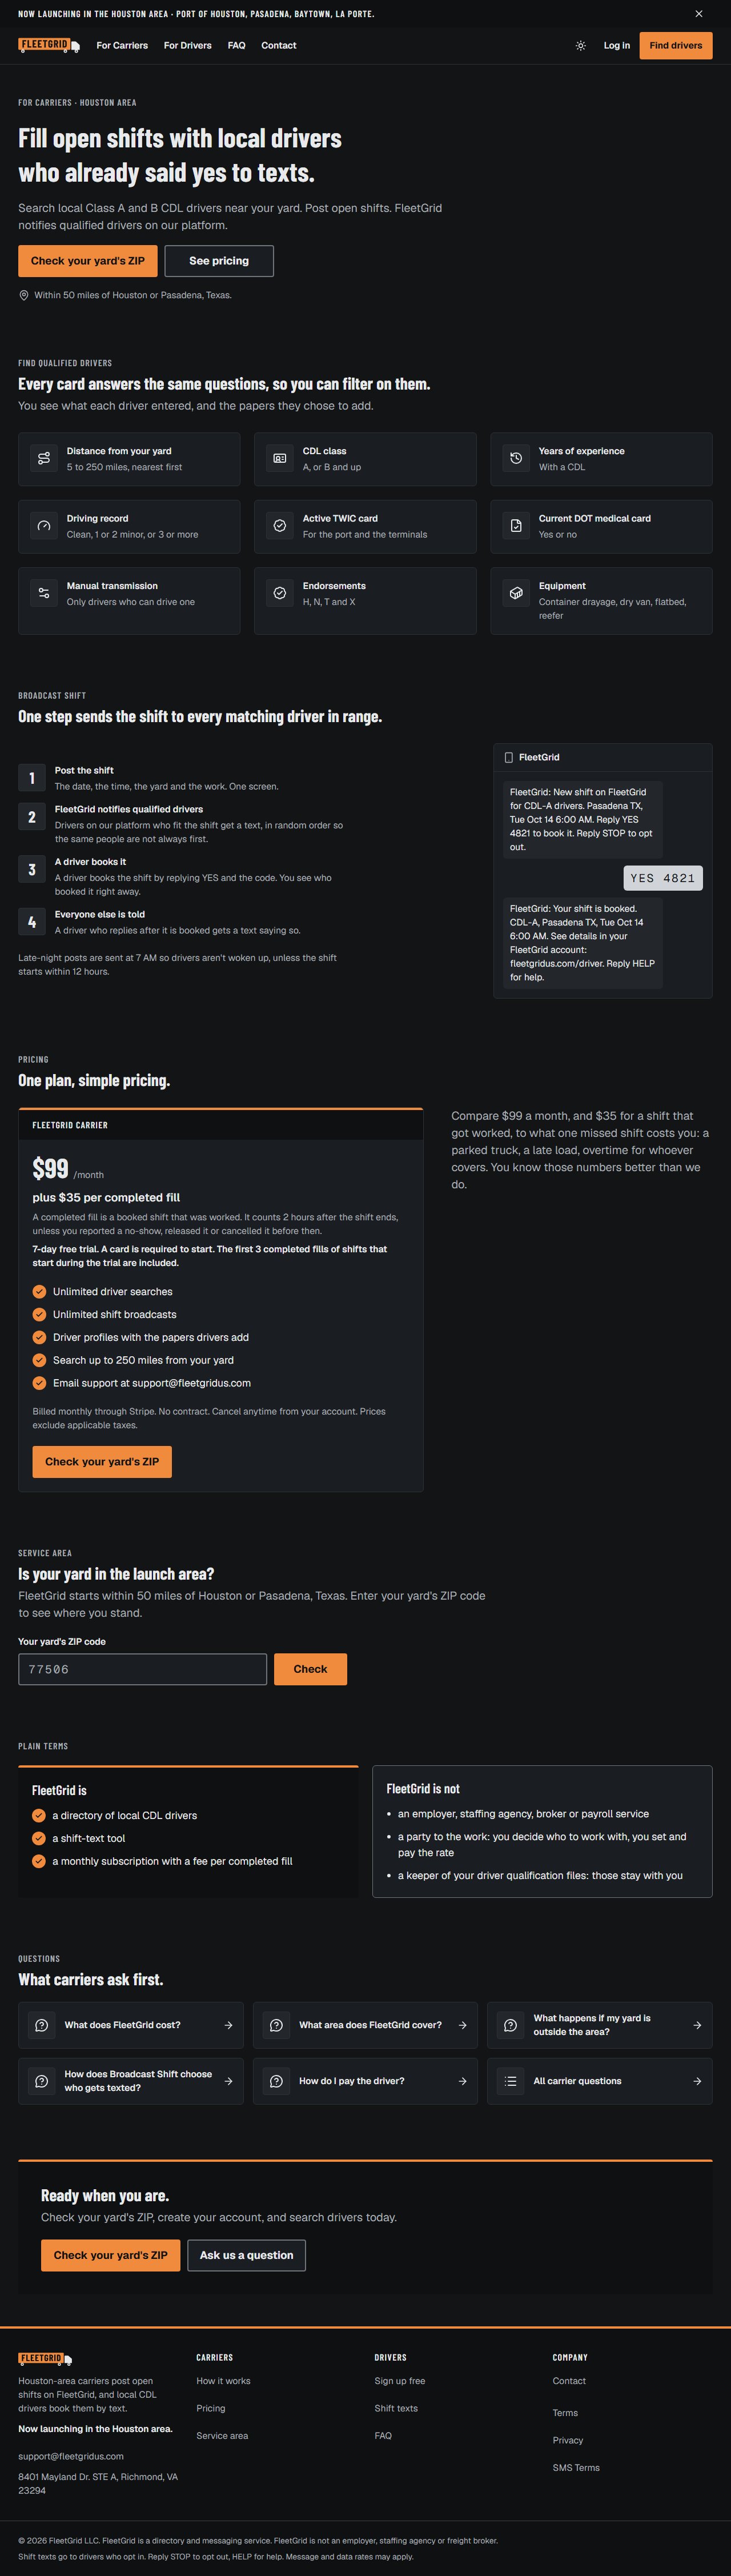 NOW LAUNCHING IN THE HOUSTON AREA · PORT OF HOUSTON, PASADENA, BAYTOWN, LA PORTE.
FLEETGRID
For Carriers
For Drivers
FAQ
Contact
Log in
Find drivers
FOR CARRIERS · HOUSTON AREA
Fill open shifts with local drivers
who already said yes to texts.
Search local Class A and B CDL drivers near your yard. Post open shifts. FleetGrid
notifies qualified drivers on our platform.
Check your yard's ZIP
See pricing
Within 50 miles of Houston or Pasadena, Texas.
FIND QUALIFIED DRIVERS
Every card answers the same questions, so you can filter on them.
You see what each driver entered, and the papers they chose to add.
Distance from your yard
5 to 250 miles, nearest first
CDL class
A, or B and up
Years of experience
With a CDL
Driving record
Clean, 1 or 2 minor, or 3 or more
Active TWIC card
For the port and the terminals
Current DOT medical card
Yes or no
Manual transmission
Only drivers who can drive one
Endorsements
H, N, T and X
Equipment
Container drayage, dry van, flatbed,
reefer
BROADCAST SHIFT
One step sends the shift to every matching driver in range.
1
Post the shift
The date, the time, the yard and the work. One screen.
2
FleetGrid notifies qualified drivers
Drivers on our platform who fit the shift get a text, in random order so
the same people are not always first.
3
A driver books it
A driver books the shift by replying YES and the code. You see who
booked it right away.
4
Everyone else is told
A driver who replies after it is booked gets a text saying so.
Late-night posts are sent at 7 AM so drivers aren't woken up, unless the shift
starts within 12 hours.
FleetGrid
FleetGrid: New shift on FleetGrid
for CDL-A drivers. Pasadena TX,
Tue Oct 14 6:00 AM. Reply YES
4821 to book it. Reply STOP to opt
out.
YES 4821
FleetGrid: Your shift is booked.
CDL-A, Pasadena TX, Tue Oct 14
6:00 AM. See details in your
FleetGrid account:
fleetgridus.com/driver. Reply HELP
for help.
PRICING
One plan, simple pricing.
FLEETGRID CARRIER
$99 /month
plus $35 per completed fill
A completed fill is a booked shift that was worked. It counts 2 hours after the shift ends,
unless you reported a no-show, released it or cancelled it before then.
7-day free trial. A card is required to start. The first 3 completed fills of shifts that
start during the trial are included.
Unlimited driver searches
Unlimited shift broadcasts
Driver profiles with the papers drivers add
Search up to 250 miles from your yard
Email support at support@fleetgridus.com
Billed monthly through Stripe. No contract. Cancel anytime from your account. Prices
exclude applicable taxes.
Check your yard's ZIP
Compare $99 a month, and $35 for a shift that
got worked, to what one missed shift costs you: a
parked truck, a late load, overtime for whoever
covers. You know those numbers better than we
do.
SERVICE AREA
Is your yard in the launch area?
FleetGrid starts within 50 miles of Houston or Pasadena, Texas. Enter your yard's ZIP code
to see where you stand.
Your yard's ZIP code
77506
Check
PLAIN TERMS
FleetGrid is
a directory of local CDL drivers
a shift-text tool
a monthly subscription with a fee per completed fill
FleetGrid is not
an employer, staffing agency, broker or payroll service
a party to the work: you decide who to work with, you set and
pay the rate
a keeper of your driver qualification files: those stay with you
QUESTIONS
What carriers ask first.
What does FleetGrid cost?
What area does FleetGrid cover?
What happens if my yard is
outside the area?
How does Broadcast Shift choose
who gets texted?
How do I pay the driver?
All carrier questions
Ready when you are.
Check your yard's ZIP, create your account, and search drivers today.
Check your yard's ZIP
Ask us a question
FLEETGRID
Houston-area carriers post open
shifts on FleetGrid, and local CDL
drivers book them by text.
Now launching in the Houston area.
support@fleetgridus.com
8401 Mayland Dr. STE A, Richmond, VA
23294
CARRIERS
How it works
Pricing
Service area
DRIVERS
Sign up free
Shift texts
FAQ
COMPANY
Contact
Terms
Privacy
SMS Terms
© 2026 FleetGrid LLC. FleetGrid is a directory and messaging service. FleetGrid is not an employer, staffing agency or freight broker.
Shift texts go to drivers who opt in. Reply STOP to opt out, HELP for help. Message and data rates may apply.